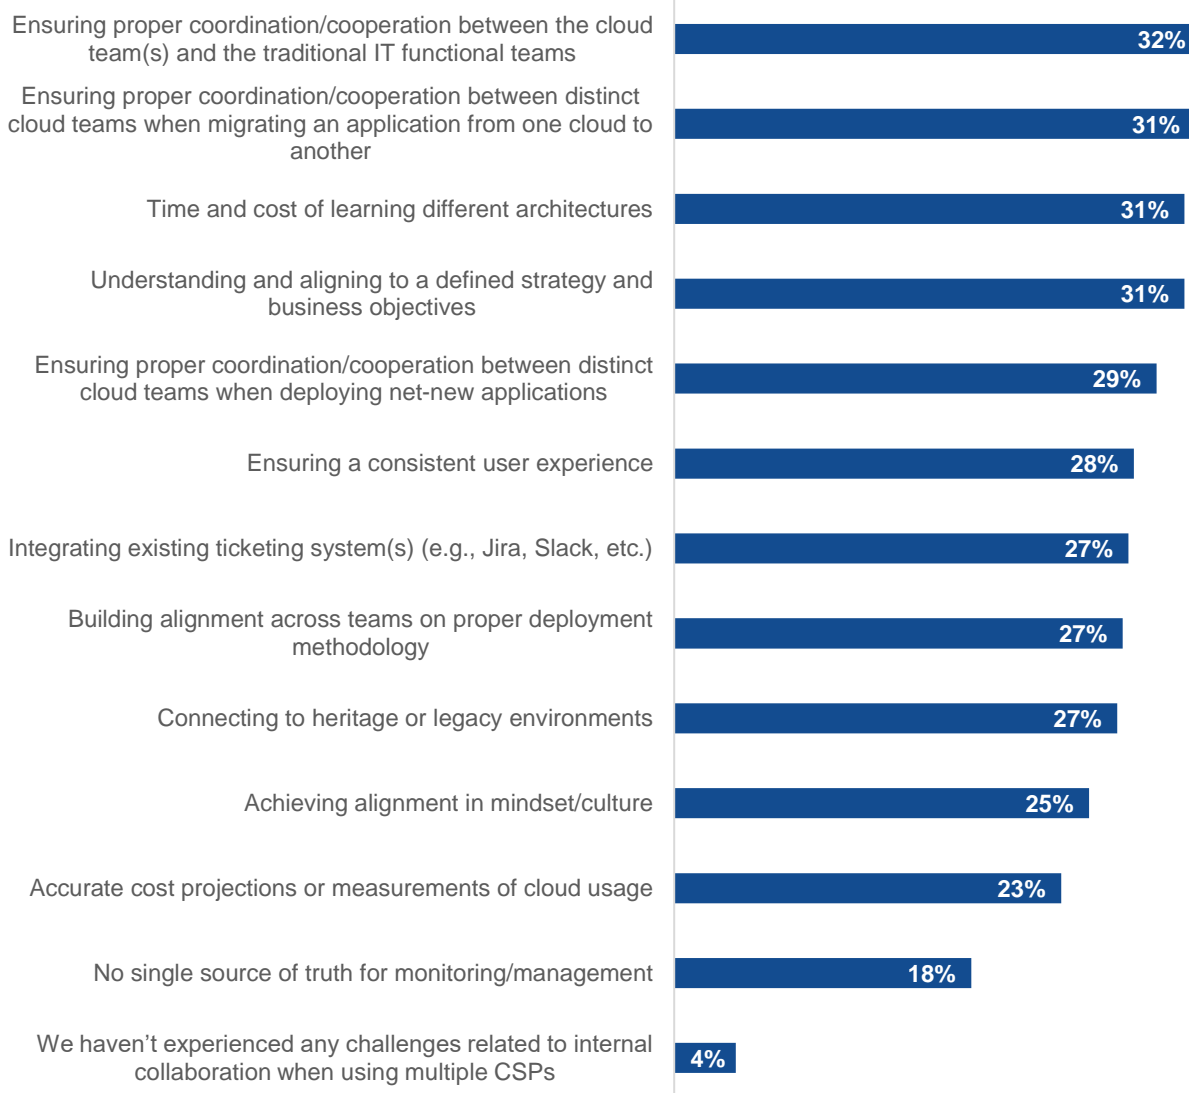 Ensuring proper coordination/cooperation between the cloud
team(s) and the traditional IT functional teams
32%
Ensuring proper coordination/cooperation between distinct
cloud teams when migrating an application from one cloud to
another
31%
Time and cost of learning different architectures
31%
Understanding and aligning to a defined strategy and
business objectives
31%
Ensuring proper coordination/cooperation between distinct
cloud teams when deploying net-new applications
29%
Ensuring a consistent user experience
28%
Integrating existing ticketing system(s) (e.g., Jira, Slack, etc.)
27%
Building alignment across teams on proper deployment
methodology
27%
Connecting to heritage or legacy environments
27%
Achieving alignment in mindset/culture
25%
Accurate cost projections or measurements of cloud usage
23%
No single source of truth for monitoring/management
18%
We haven’t experienced any challenges related to internal
collaboration when using multiple CSPs
4%